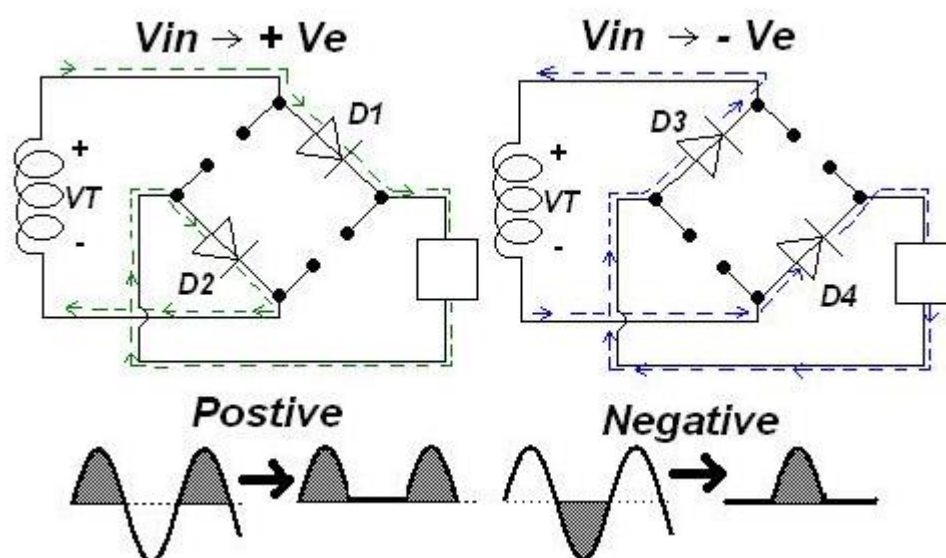 Vin → + Ve
D1
+
VT
-
D2
Vin → - Ve
D3
+
VT
-
D4
Postive
Negative